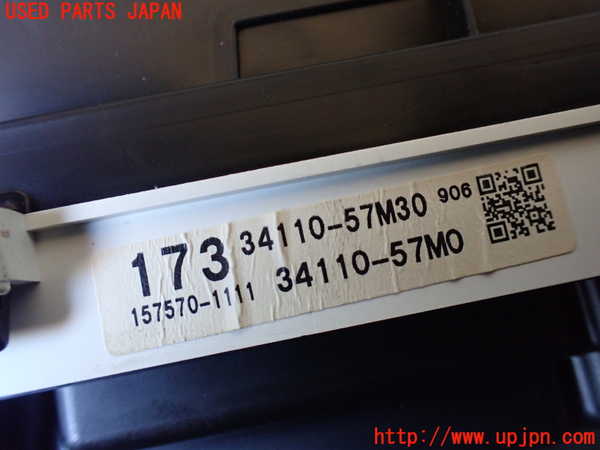 USED PARTS JAPAN
173 34110-57M30 906
157570-1111 34110-57M0
http://www.upjpn.com/